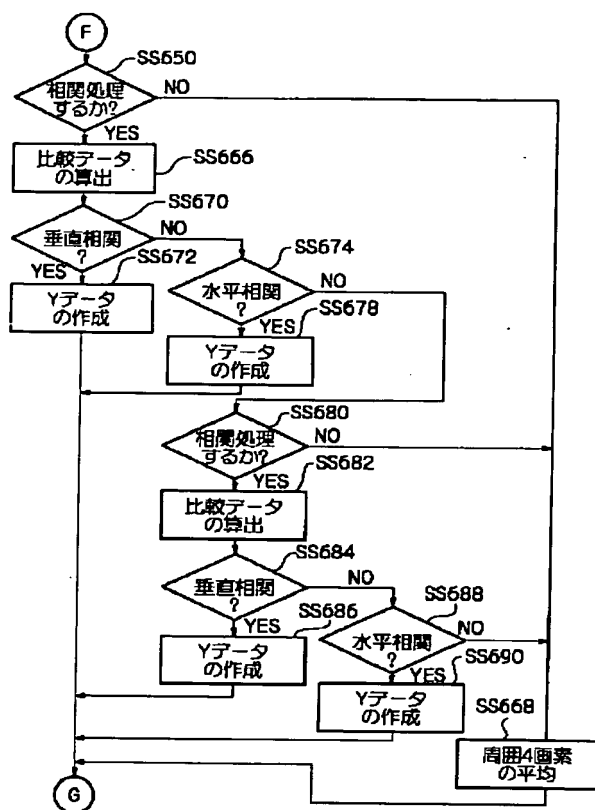 F
SS650
相関処理
するか?
NO
YES
比較データ
の算出
SS666
SS670
垂直相関
?
NO
YES
SS672
Yデータ
の作成
SS674
水平相関
?
NO
YES
SS678
Yデータ
の作成
SS680
相関処理
するか?
NO
YES
SS682
比較データ
の算出
SS684
垂直相関
?
NO
YES
SS686
Yデータ
の作成
SS688
水平相関
?
NO
YES
SS690
Yデータ
の作成
SS668
周囲4画素
の平均
G